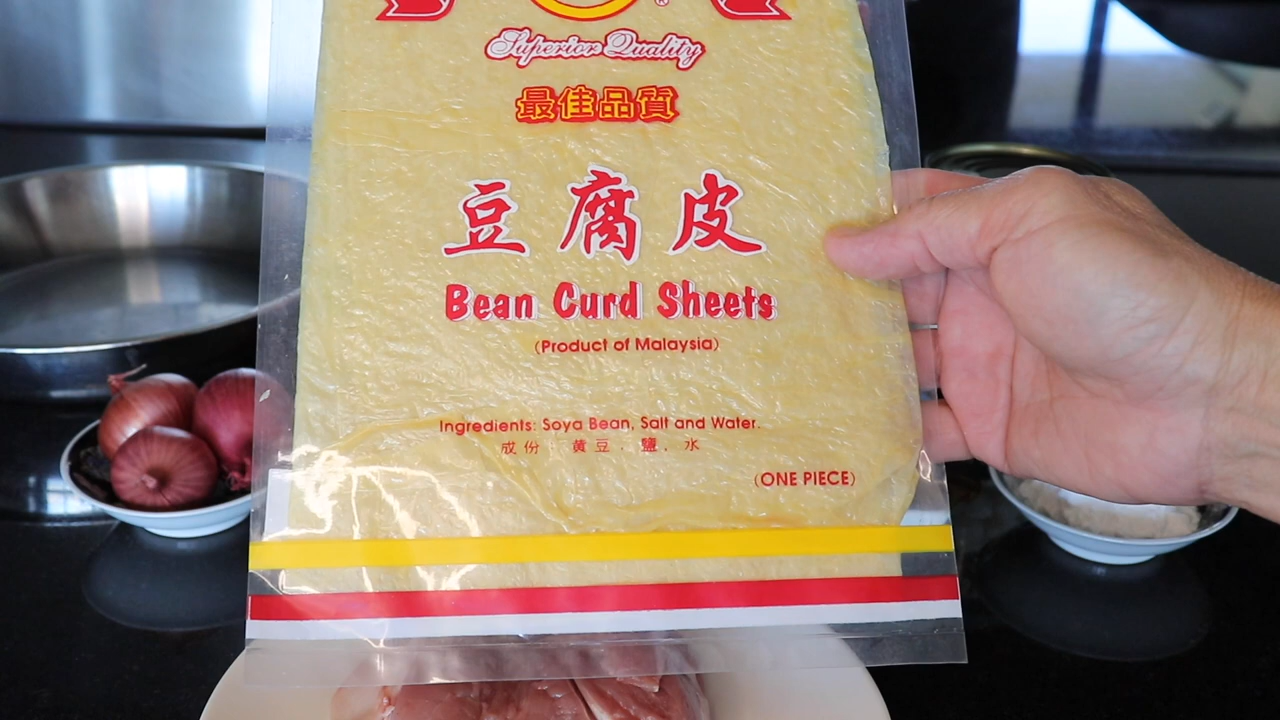 Superior Quality
最佳品質
豆腐皮
Bean Curd Sheets
(Product of Malaysia)
Ingredients: Soya Bean, Salt and Water.
成份：黄豆，鹽，水
(ONE PIECE)